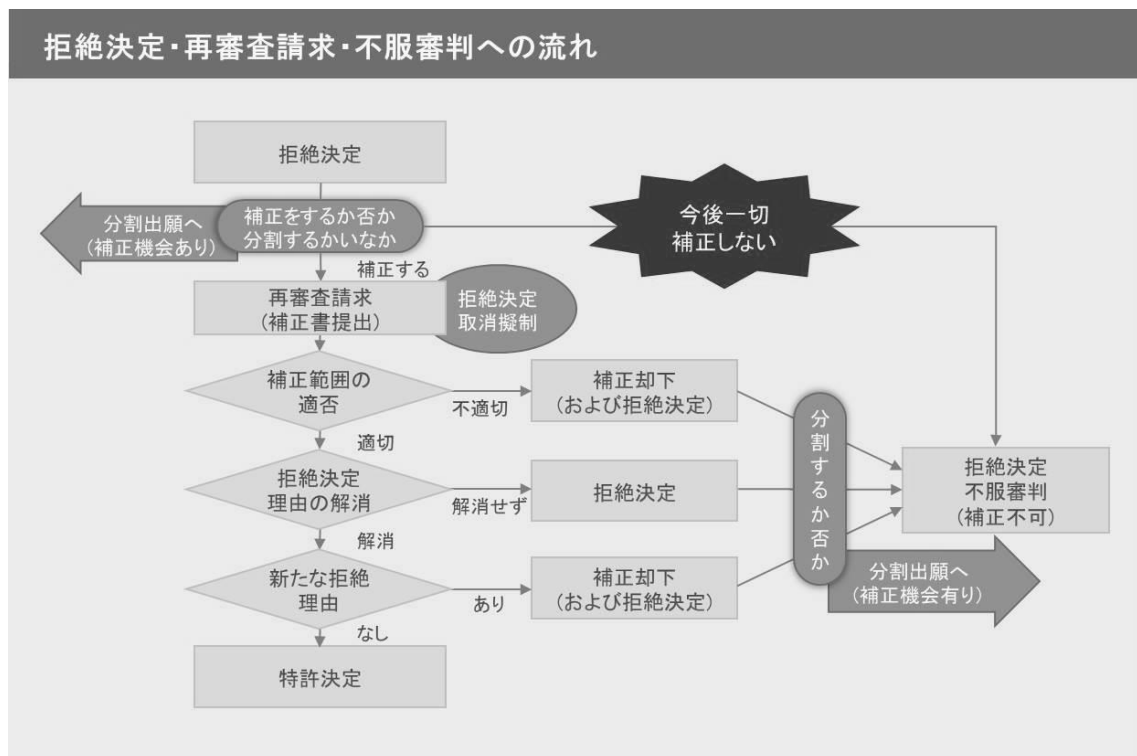 拒絶決定・再審査請求・不服審判への流れ
拒絶決定
分割出願へ
(補正機会あり)
補正をするか否か
分割するかいなか
今後一切
補正しない
補正する
再審査請求
(補正書提出)
拒絶決定
取消擬制
補正範囲の
適否
不適切
補正却下
(および拒絶決定)
適切
拒絶決定
理由の解消
解消せず
拒絶決定
分割するか否か
拒絶決定
不服審判
(補正不可)
解消
新たな拒絶
理由
あり
補正却下
(および拒絶決定)
分割出願へ
(補正機会有り)
なし
特許決定